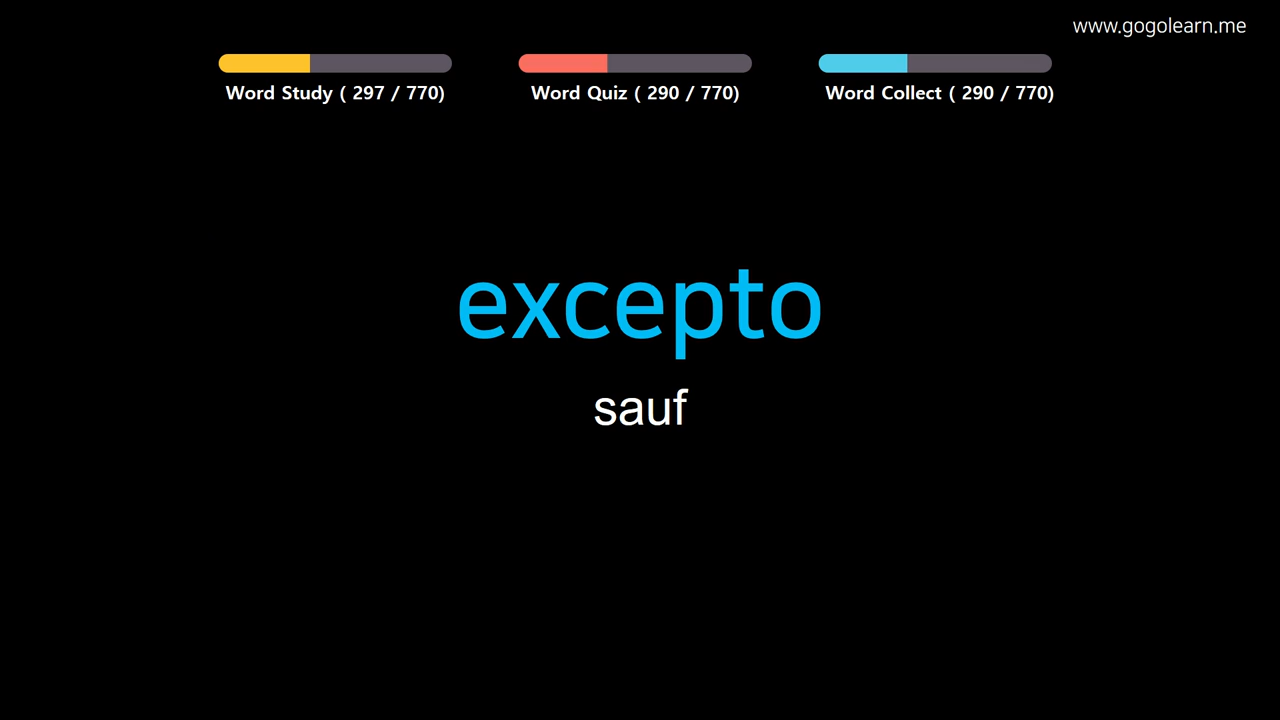 www.gogolearn.me
Word Study ( 297 / 770)
Word Quiz ( 290 / 770)
Word Collect ( 290 / 770)
excepto
sauf